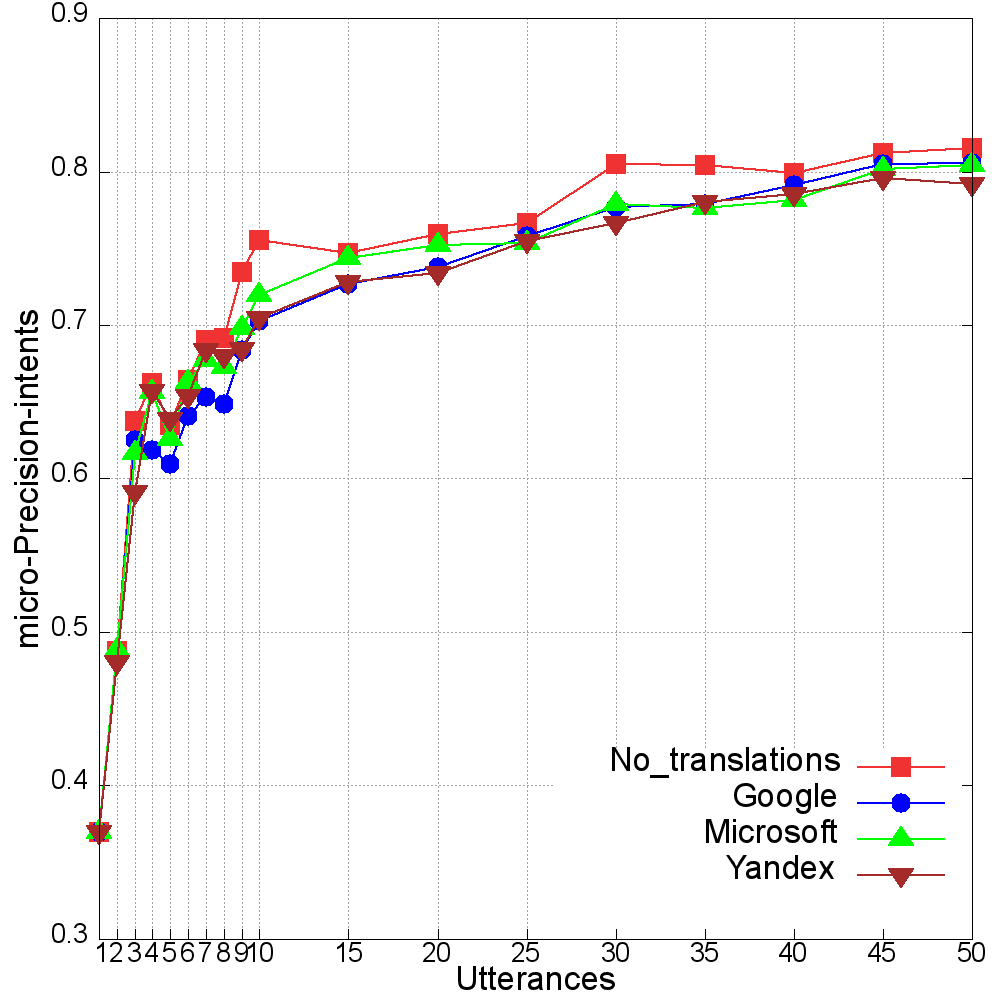 0.9
0.8
0.7
0.6
0.5
0.4
0.3
micro-Precision-intents
No_translations
Google
Microsoft
Yandex
1 2 3 4 5 6 7 8 9 10 15 20 25 30 35 40 45 50
Utterances